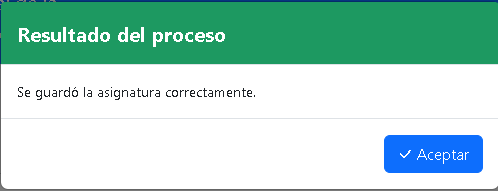 Resultado del proceso
Se guardó la asignatura correctamente.
Aceptar